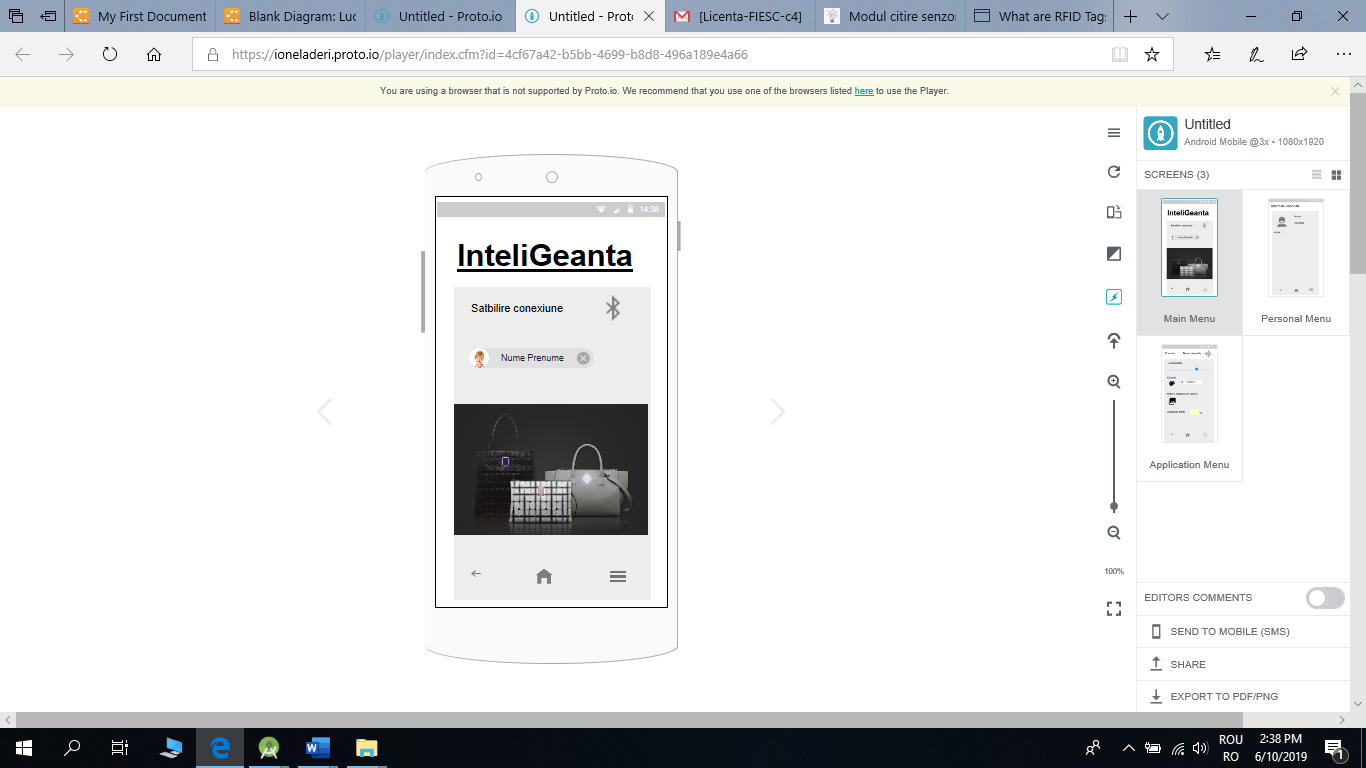 My First Document
Blank Diagram: Luc
Untitled - Proto.io
Untitled - Proto
[Licenta-FIESC-c4]
Modul citire senzo
What are RFID Tag
https://ioneladeri.proto.io/player/index.cfm?id=4cf67a42-b5bb-4699-b8d8-496a189e4a66
You are using a browser that is not supported by Proto.io. We recommend that you use one of the browsers listed here to use the Player.
14:38
InteliGeanta
Satbilire conexiune
Nume Prenume
100%
Untitled
Android Mobile @3x • 1080x1920
SCREENS (3)
InteliGeanta
Main Menu
Personal Menu
Application Menu
EDITORS COMMENTS
SEND TO MOBILE (SMS)
SHARE
EXPORT TO PDF/PNG
ROU
RO
2:38 PM
6/10/2019
1